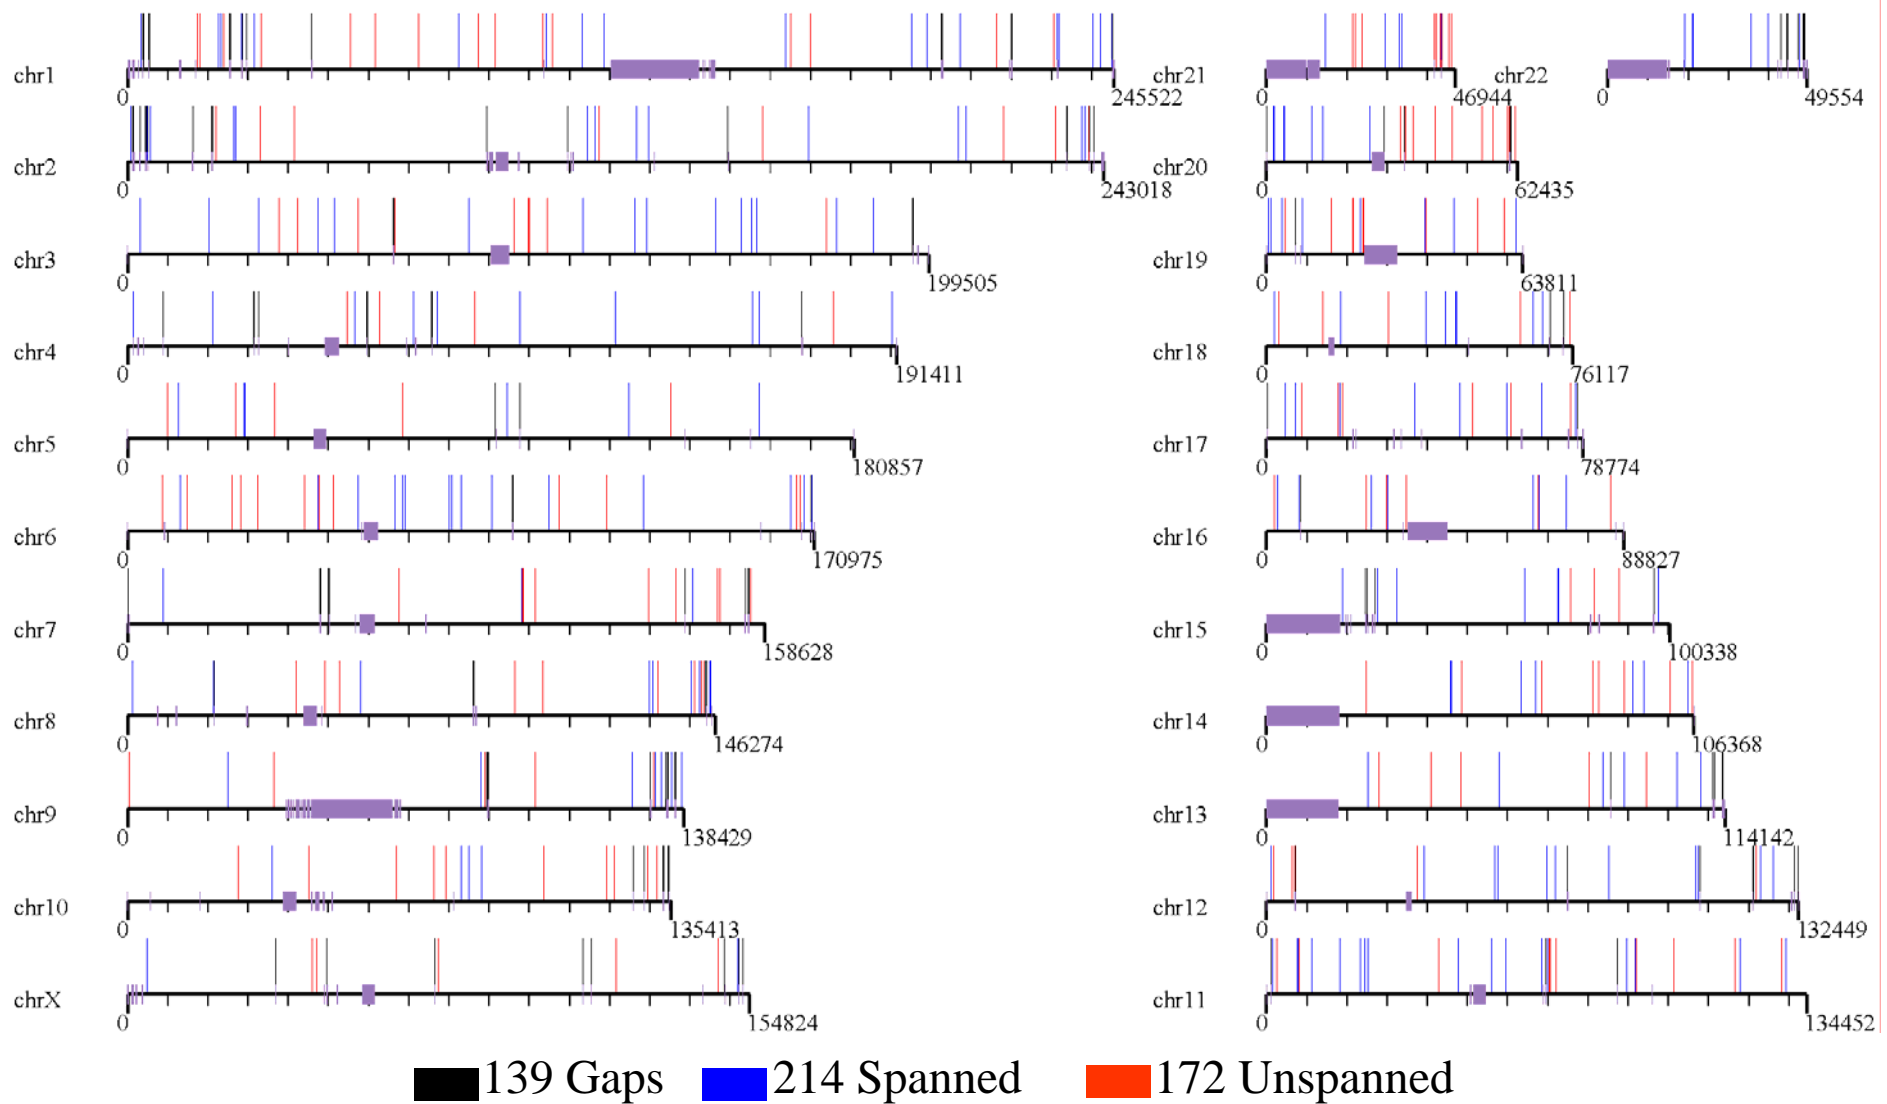 chr1 0 245522
chr21 0 46944
chr22 0 49554
chr2 0 243018
chr20 0 62435
chr3 0 199505
chr19 0 63811
chr4 0 191411
chr18 0 76117
chr5 0 180857
chr17 0 78774
chr6 0 170975
chr16 0 88827
chr7 0 158628
chr15 0 100338
chr8 0 146274
chr14 0 106368
chr9 0 138429
chr13 0 114142
chr10 0 135413
chr12 0 132449
chrX 0 154824
chr11 0 134452
139 Gaps 214 Spanned 172 Unspanned